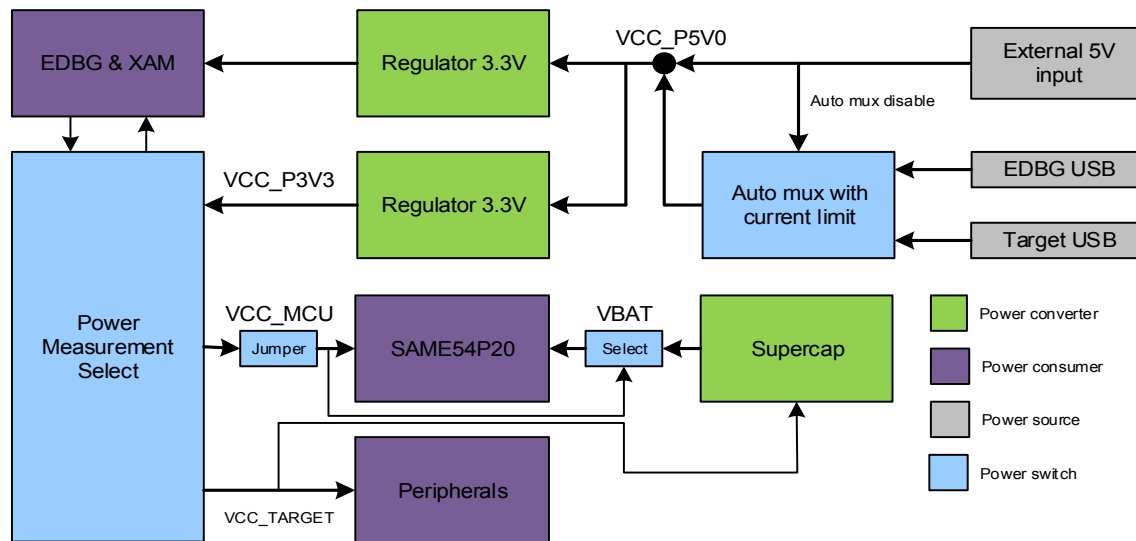 EDBG & XAM
Regulator 3.3V
VCC_P5V0
External 5V
input
Auto mux disable
VCC_P3V3
Regulator 3.3V
Auto mux with
current limit
EDBG USB
Target USB
Power
Measurement
Select
VCC_MCU
Jumper
SAME54P20
VBAT
Select
Supercap
VCC_TARGET
Peripherals
Power converter
Power consumer
Power source
Power switch